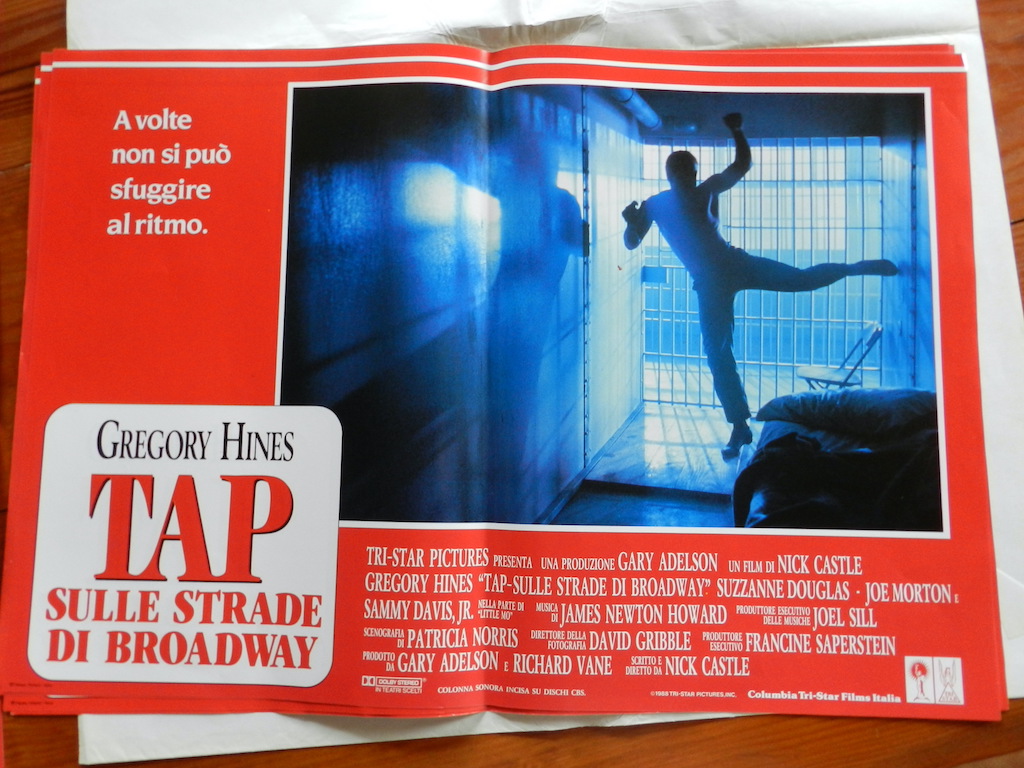 A volte
non si può
sfuggire
al ritmo.
GREGORY HINES
TAP
SULLE STRADE
DI BROADWAY
TRI-STAR PICTURES PRESENTA UNA PRODUZIONE GARY ADELSON UN FILM DI NICK CASTLE
GREGORY HINES "TAP-SULLE STRADE DI BROADWAY". SUZZANNE DOUGLAS - JOE MORTON E
SAMMY DAVIS, JR. NELLA PARTE DI "LITTLE MO" MUSICA DI JAMES NEWTON HOWARD PRODUTTORE ESECUTIVO DELLE MUSICHE JOEL SILL
SCENOGRAFIA DI PATRICIA NORRIS DIRETTORE DELLA FOTOGRAFIA DAVID GRIBBLE PRODUTTORE ESECUTIVO FRANCINE SAPERSTEIN
PRODOTTO DA GARY ADELSON E RICHARD VANE SCRITTO E DIRETTO DA NICK CASTLE
DOLBY STEREO® IN TEATRI SCELTI COLONNA SONORA INCISA SU DISCHI CBS. ©1989 TRI-STAR PICTURES, INC. Columbia Tri-Star Films Italia